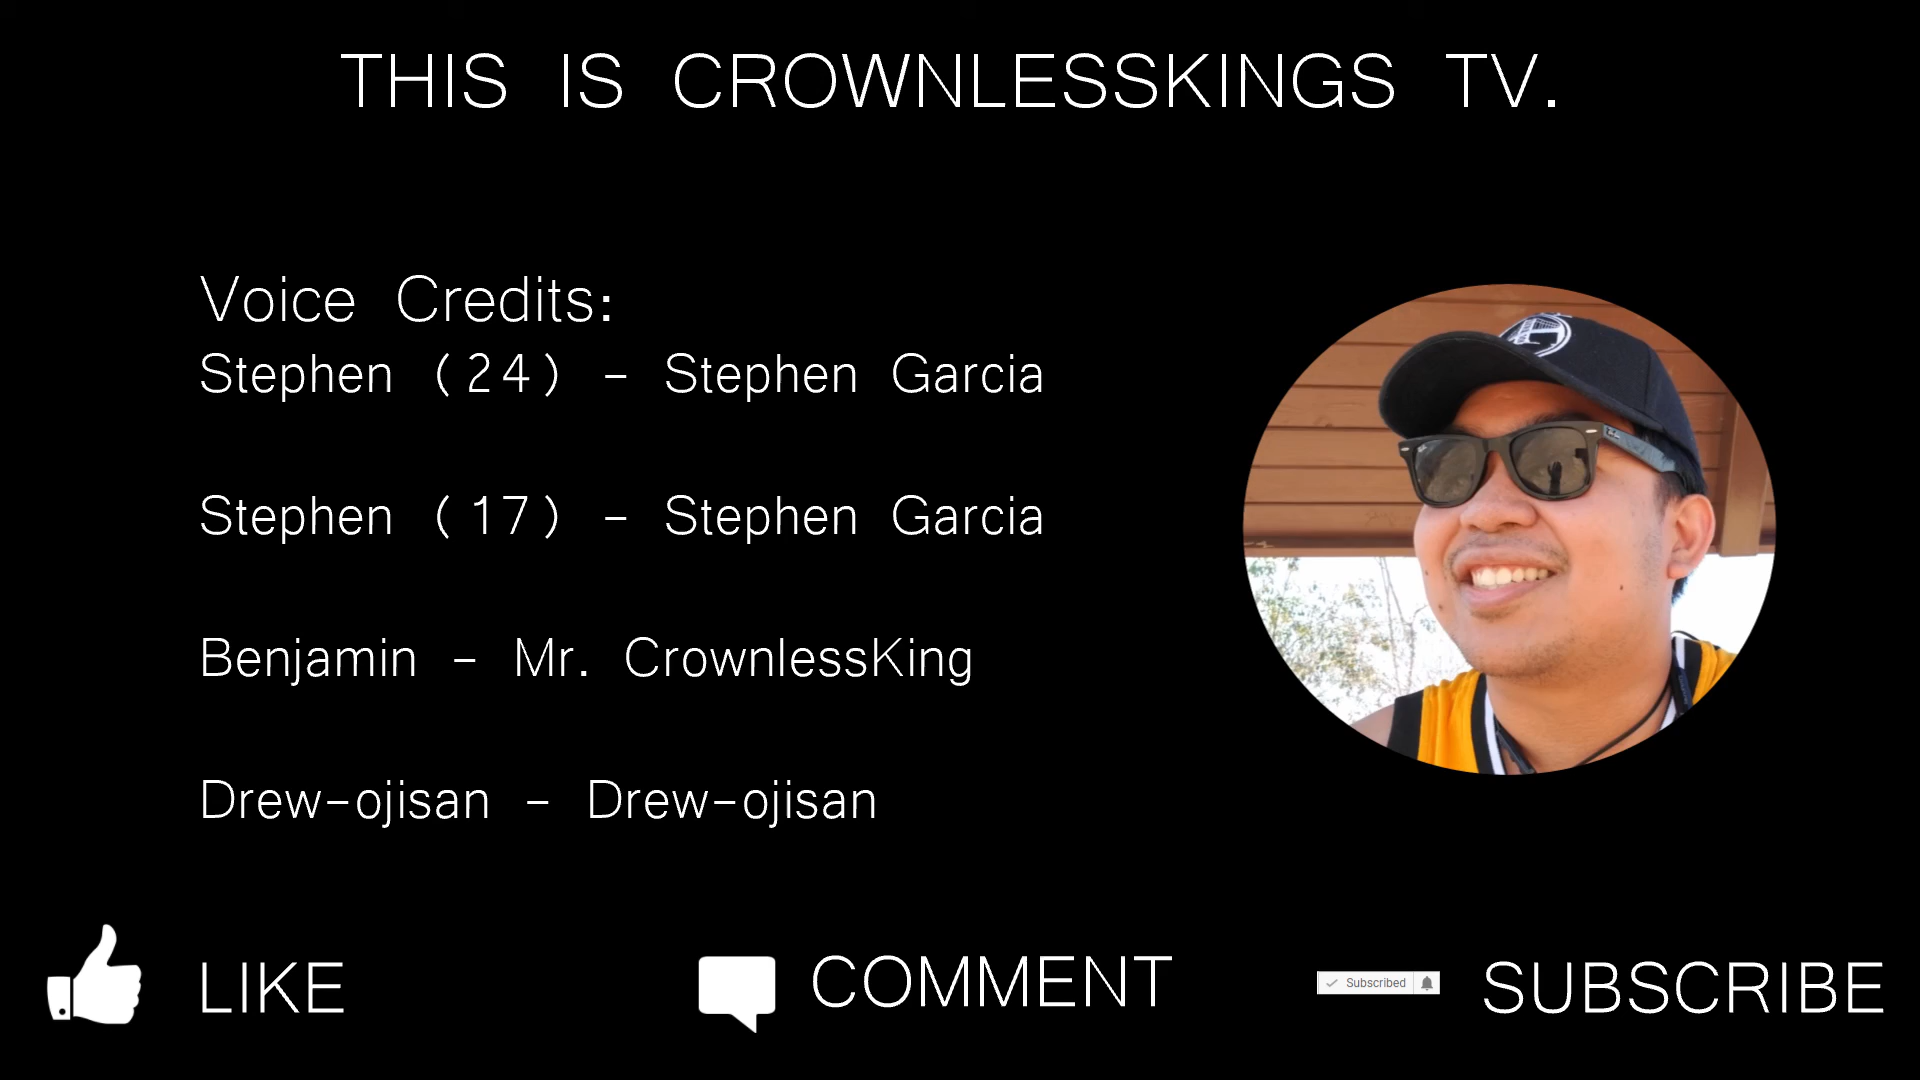 THIS IS CROWNLESSKINGS TV.
Voice Credits:
Stephen (24) - Stephen Garcia
Stephen (17) - Stephen Garcia
Benjamin - Mr. CrownlessKing
Drew-ojisan - Drew-ojisan
LIKE
COMMENT
Subscribed
SUBSCRIBE